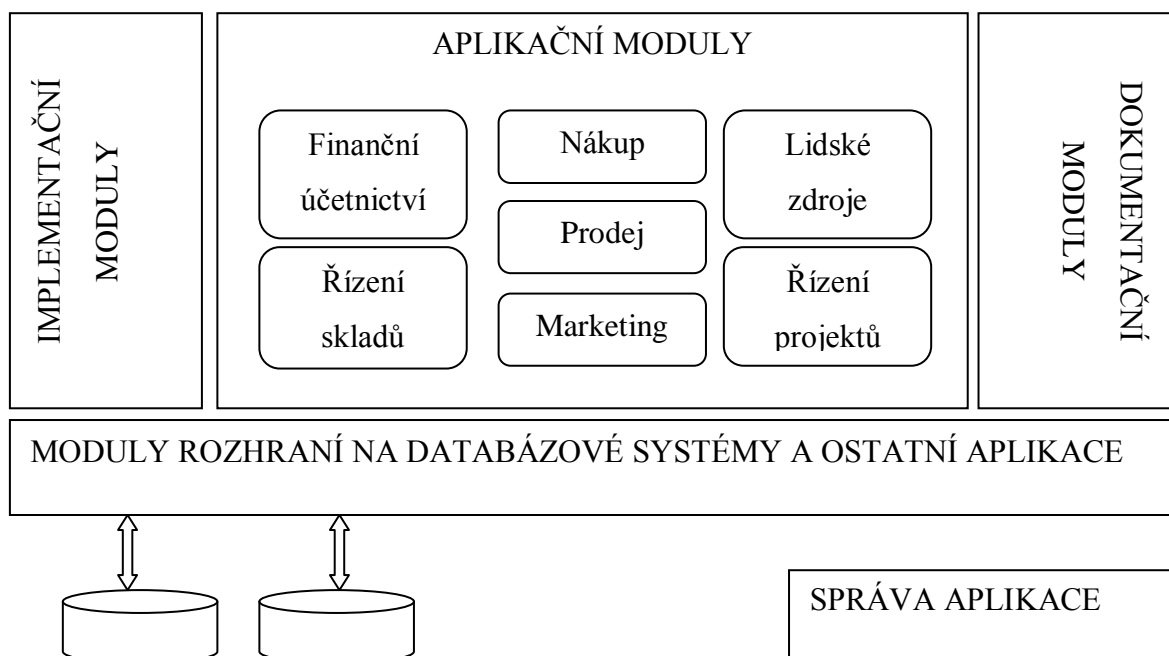 IMPLEMENTAČNÍ
MODULY
APLIKAČNÍ MODULY
Finanční
účetnictví
Řízení
skladů
Nákup
Prodej
Marketing
Lidské
zdroje
Řízení
projektů
DOKUMENTAČNÍ
MODULY
MODULY ROZHRANÍ NA DATABÁZOVÉ SYSTÉMY A OSTATNÍ APLIKACE
SPRÁVA APLIKACE